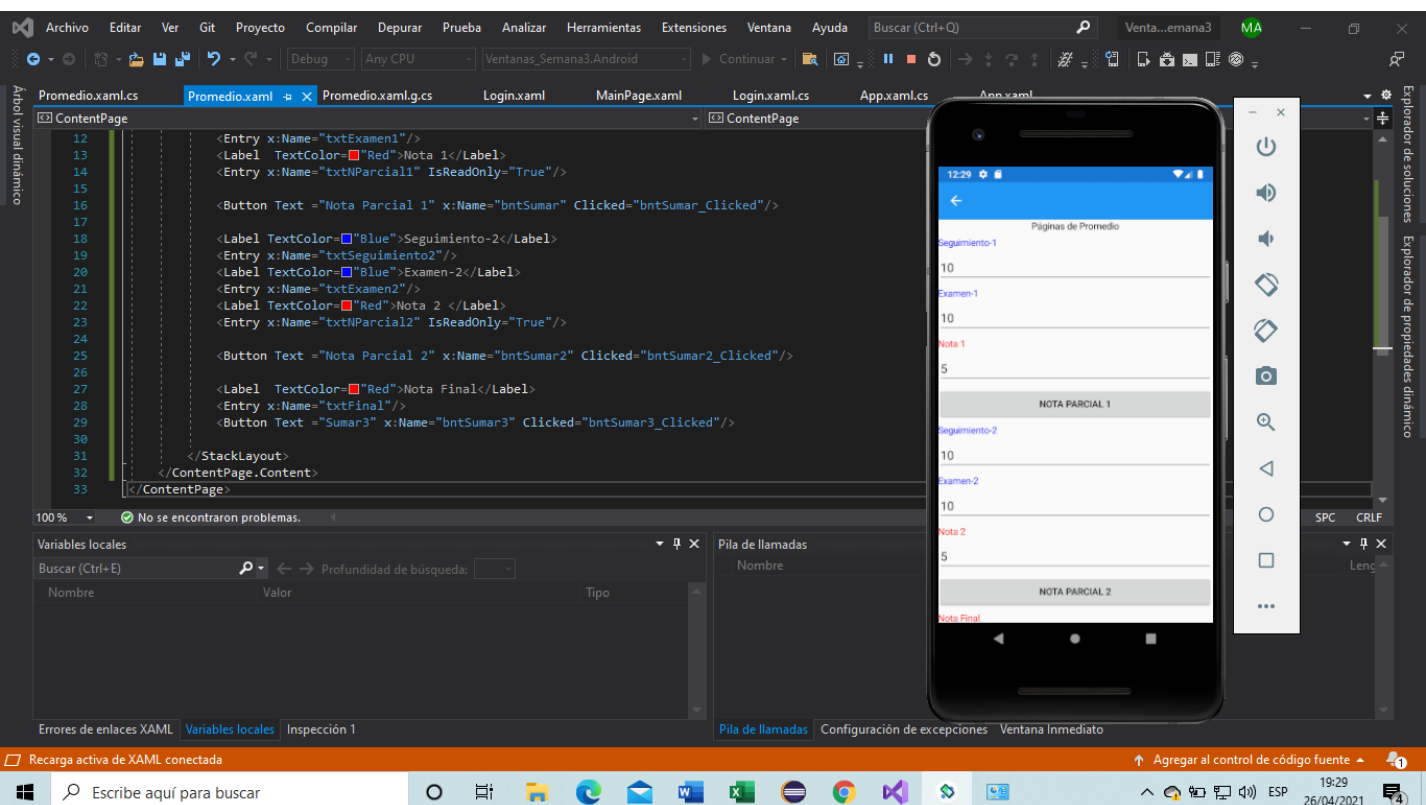 Archivo Editar Ver Git Proyecto Compilar Depurar Prueba Analizar Herramientas Extensiones Ventana Ayuda Buscar (Ctrl+Q) Venta...emana3 MA
Debug Any CPU Ventanas_Semana3.Android Continuar
Promedio.xaml.cs Promedio.xaml Promedio.xaml.g.cs Login.xaml MainPage.xaml Login.xaml.cs App.xaml.cs App.xaml
ContentPage ContentPage
12 <Entry x:Name="txtExamen1"/>
13 <Label TextColor="Red">Nota 1</Label>
14 <Entry x:Name="txtNParcial1" IsReadOnly="True"/>
15
16 <Button Text ="Nota Parcial 1" x:Name="bntSumar" Clicked="bntSumar_Clicked"/>
17
18 <Label TextColor="Blue">Seguimiento-2</Label>
19 <Entry x:Name="txtSeguimiento2"/>
20 <Label TextColor="Blue">Examen-2</Label>
21 <Entry x:Name="txtExamen2"/>
22 <Label TextColor="Red">Nota 2 </Label>
23 <Entry x:Name="txtNParcial2" IsReadOnly="True"/>
24
25 <Button Text ="Nota Parcial 2" x:Name="bntSumar2" Clicked="bntSumar2_Clicked"/>
26
27 <Label TextColor="Red">Nota Final</Label>
28 <Entry x:Name="txtFinal"/>
29 <Button Text ="Sumar3" x:Name="bntSumar3" Clicked="bntSumar3_Clicked"/>
30
31 </StackLayout>
32 </ContentPage.Content>
33 </ContentPage>
100 % No se encontraron problemas. SPC CRLF
Árbol visual dinámico
Explorador de soluciones
Explorador de propiedades dinámico
12:29
Páginas de Promedio
Seguimiento-1
10
Examen-1
10
Nota 1
5
NOTA PARCIAL 1
Seguimiento-2
10
Examen-2
10
Nota 2
5
NOTA PARCIAL 2
Nota Final
Variables locales
Buscar (Ctrl+E) Profundidad de búsqueda:
Nombre Valor Tipo
Pila de llamadas
Nombre Leng
Errores de enlaces XAML Variables locales Inspección 1
Pila de llamadas Configuración de excepciones Ventana Inmediato
Recarga activa de XAML conectada Agregar al control de código fuente 1
Escribe aquí para buscar ESP 19:29
26/04/2021 4